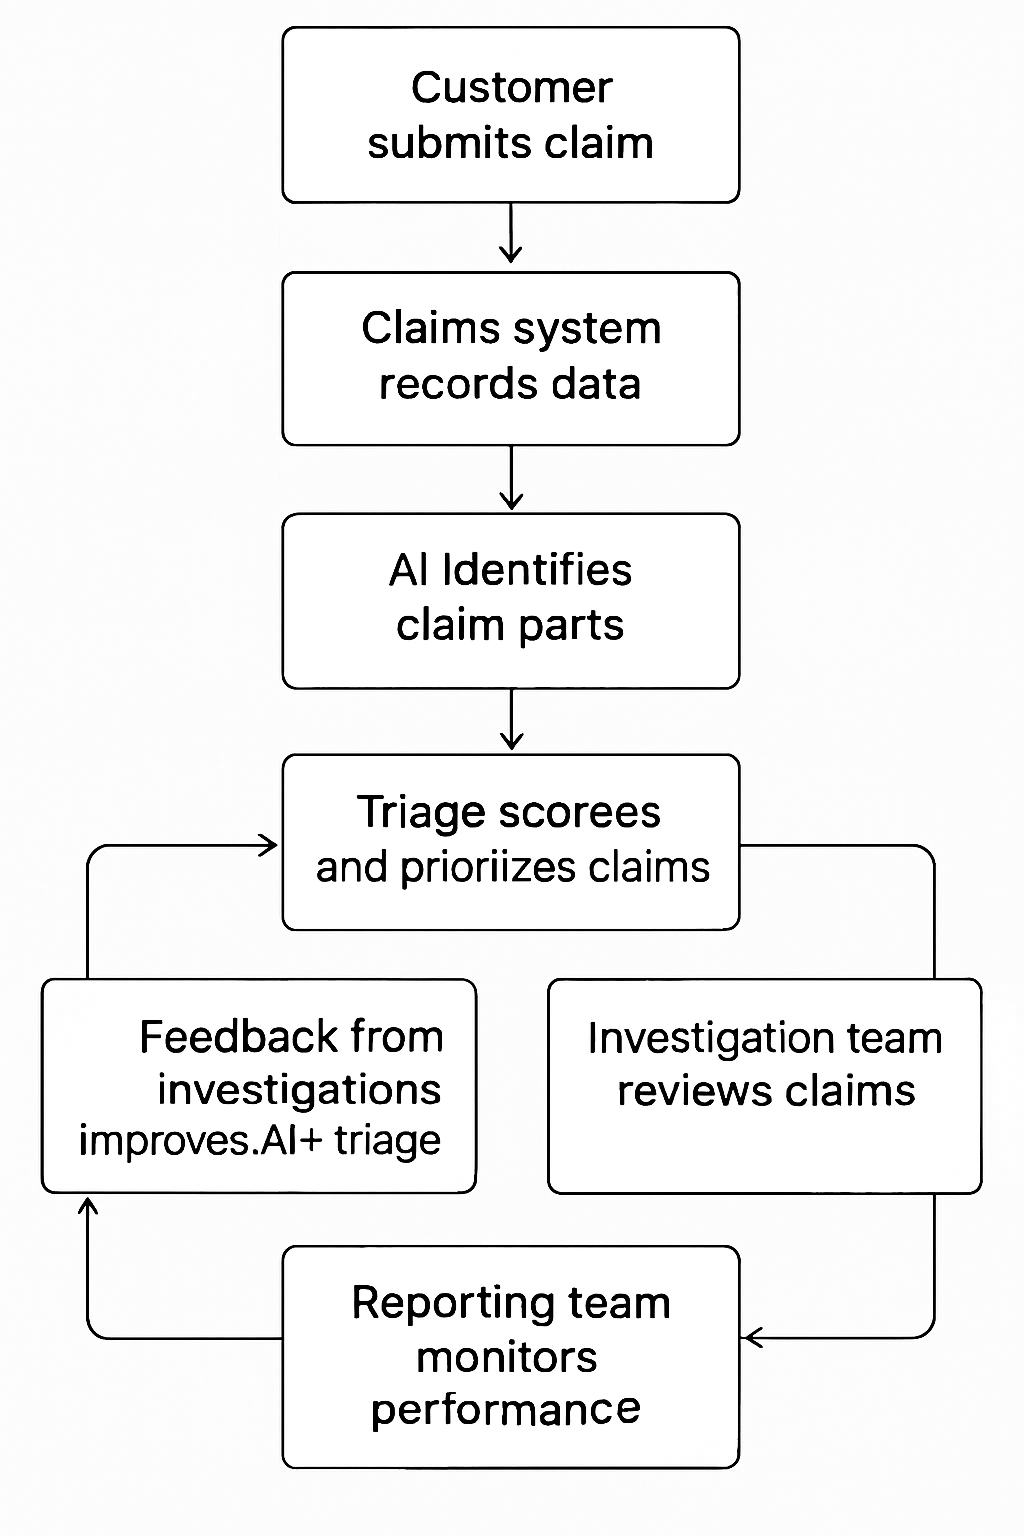 Customer
submits claim
Claims system
records data
AI Identifies
claim parts
Triage scorees
and prioriizes claims
Feedback from
investigations
improves.AI+ triage
Investigation team
reviews claims
Reporting team
monitors
performance